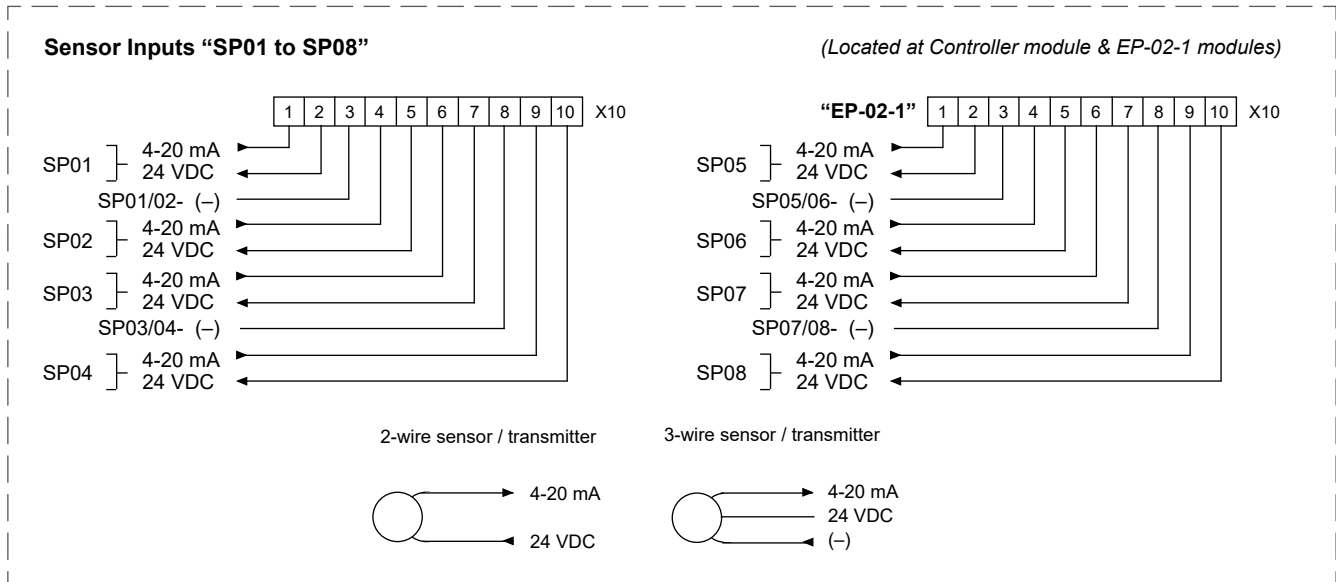 Sensor Inputs “SP01 to SP08”
(Located at Controller module & EP-02-1 modules)
1 2 3 4 5 6 7 8 9 10 X10
SP01
4-20 mA
24 VDC
SP01/02- (–)
SP02
4-20 mA
24 VDC
SP03
4-20 mA
24 VDC
SP03/04- (–)
SP04
4-20 mA
24 VDC
“EP-02-1” 1 2 3 4 5 6 7 8 9 10 X10
SP05
4-20 mA
24 VDC
SP05/06- (–)
SP06
4-20 mA
24 VDC
SP07
4-20 mA
24 VDC
SP07/08- (–)
SP08
4-20 mA
24 VDC
2-wire sensor / transmitter
4-20 mA
24 VDC
3-wire sensor / transmitter
4-20 mA
24 VDC
(–)